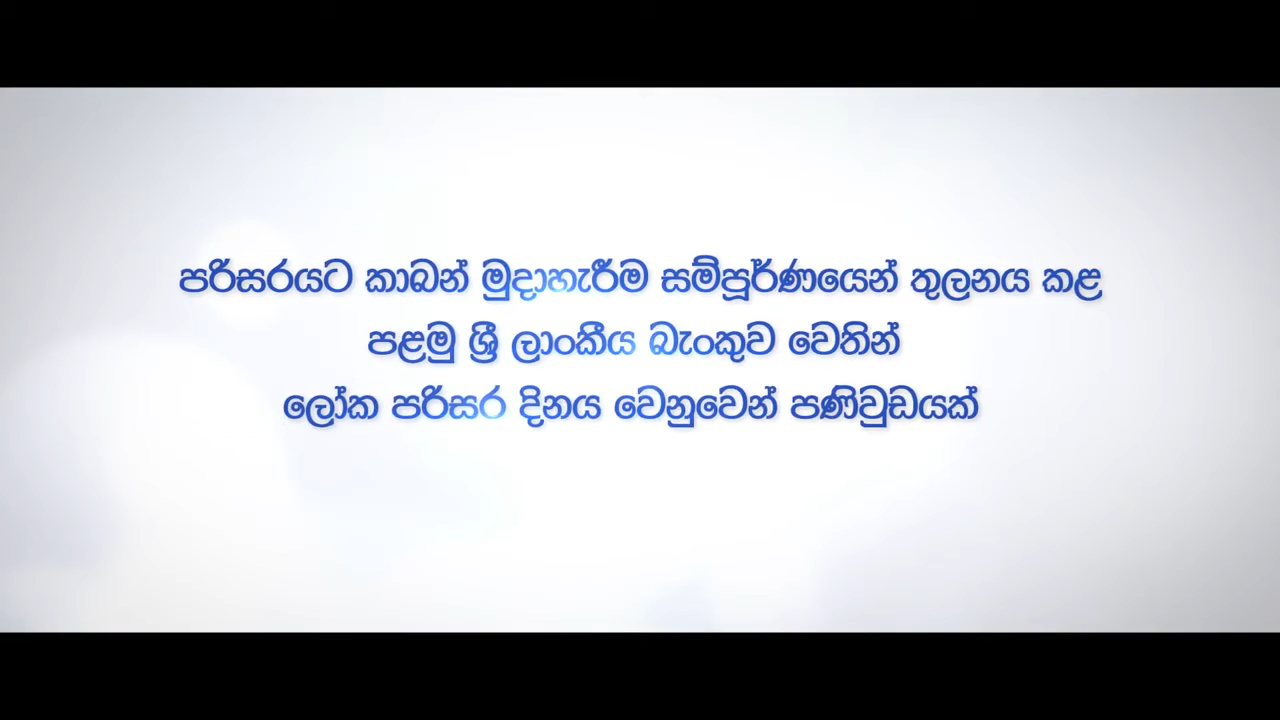 පරිසරයට කාබන් මුදාහැරීම සම්පූර්ණයෙන් තුලනය කළ
පළමු ශ්‍රී ලාංකීය බැංකුව වෙතින්
ලෝක පරිසර දිනය වෙනුවෙන් පණිවුඩයක්